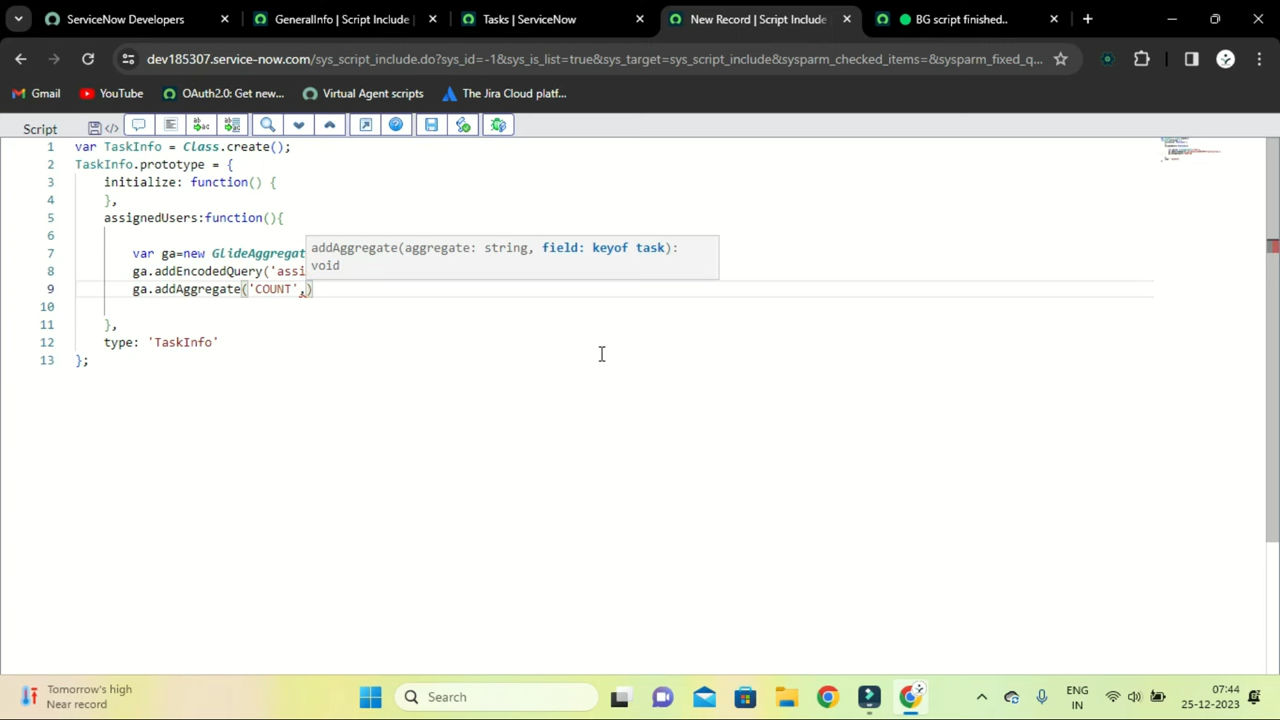 ServiceNow Developers
GeneralInfo | Script Include
Tasks | ServiceNow
New Record | Script Include
BG script finished..
dev185307.service-now.com/sys_script_include.do?sys_id=-1&sys_is_list=true&sys_target=sys_script_include&sysparm_checked_items=&sysparm_fixed_q...
Gmail
YouTube
OAuth2.0: Get new...
Virtual Agent scripts
The Jira Cloud platf...
Script
1 var TaskInfo = Class.create();
2 TaskInfo.prototype = {
3 initialize: function() {
4 },
5 assignedUsers:function(){
6
7 var ga=new GlideAggregat
8 ga.addEncodedQuery('assi
9 ga.addAggregate('COUNT',)
10
11 },
12 type: 'TaskInfo'
13 };
addAggregate(aggregate: string, field: keyof task):
void
Tomorrow's high
Near record
Search
ENG
IN
07:44
25-12-2023